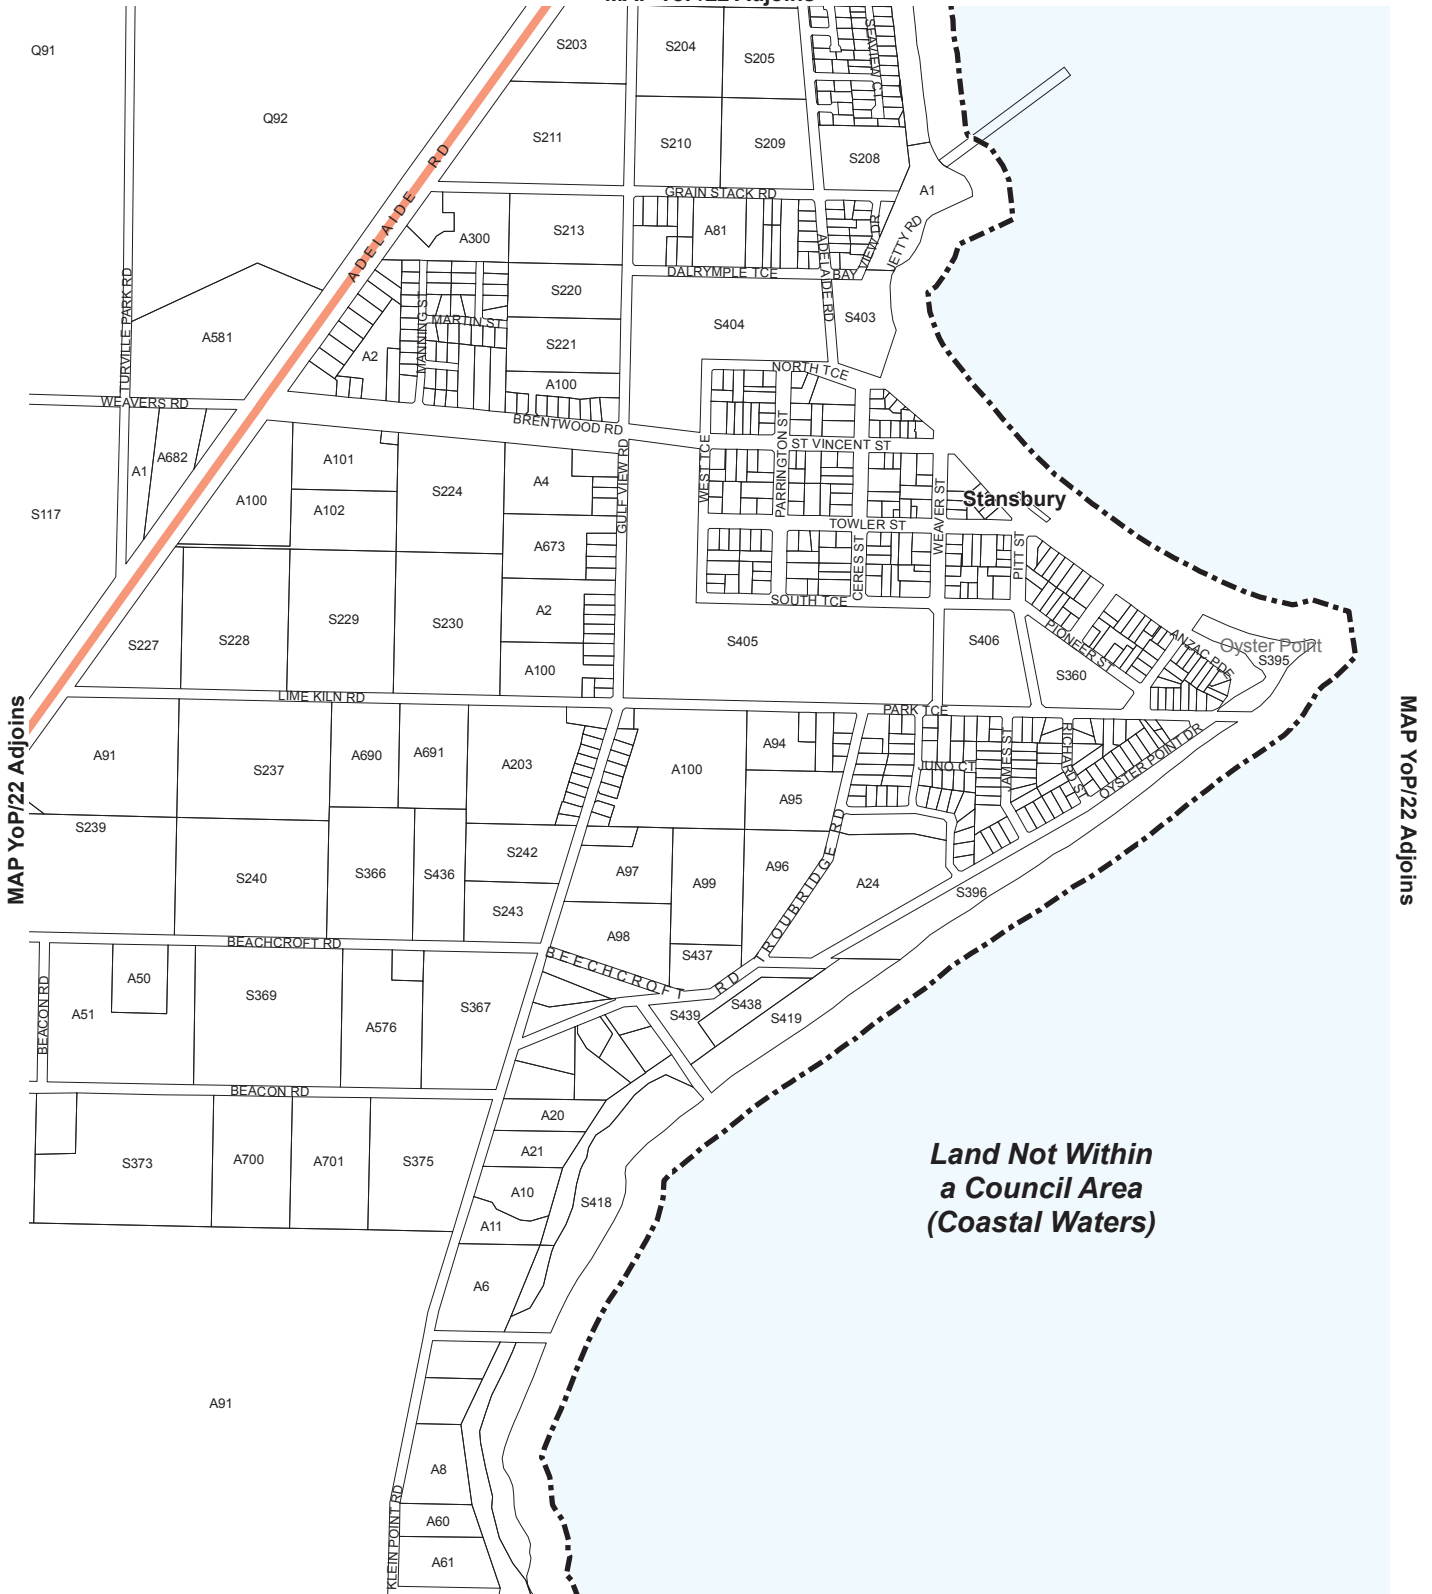 Q91
S203
S204
S205
SEAVIEW CT
Q92
S211
S210
S209
S208
ADELAIDE RD
GRAIN STACK RD
A1
A300
S213
A81
ADELAIDE RD
BAY VIEW DR
JETTY RD
DALRYMPLE TCE
TURVILLE PARK RD
S220
MANNING ST
MARTIN ST
S404
S403
A581
A2
S221
NORTH TCE
A100
WEAVERS RD
BRENTWOOD RD
PARRINGTON ST
ST VINCENT ST
A1
A682
A101
WEST TCE
GULF VIEW RD
A100
A102
S224
A4
WEAVER ST
Stansbury
S117
TOWLER ST
A673
CERES ST
PITT ST
SOUTH TCE
S227
S228
S229
S230
A2
S405
S406
PIONEER ST
ANZAC PDE
Oyster Point
S395
A100
S360
LIME KILN RD
PARK TCE
MAP YoP/22 Adjoins
MAP YoP/22 Adjoins
A91
S237
A690
A691
A203
A100
A94
JUNO CT
JAMES ST
OYSTER POINT DR
A95
S239
TROUBRIDGE RD
S240
S366
S436
S242
A97
A99
A96
A24
S396
S243
A98
BEACHCROFT RD
S437
BEECHCROFT RD
A50
BEACON RD
A51
S369
A576
S367
S438
S439
S419
BEACON RD
A20
S373
A700
A701
S375
A21
A10
S418
A11
Land Not Within
a Council Area
(Coastal Waters)
A6
A91
A8
KLEIN POINT RD
A60
A61